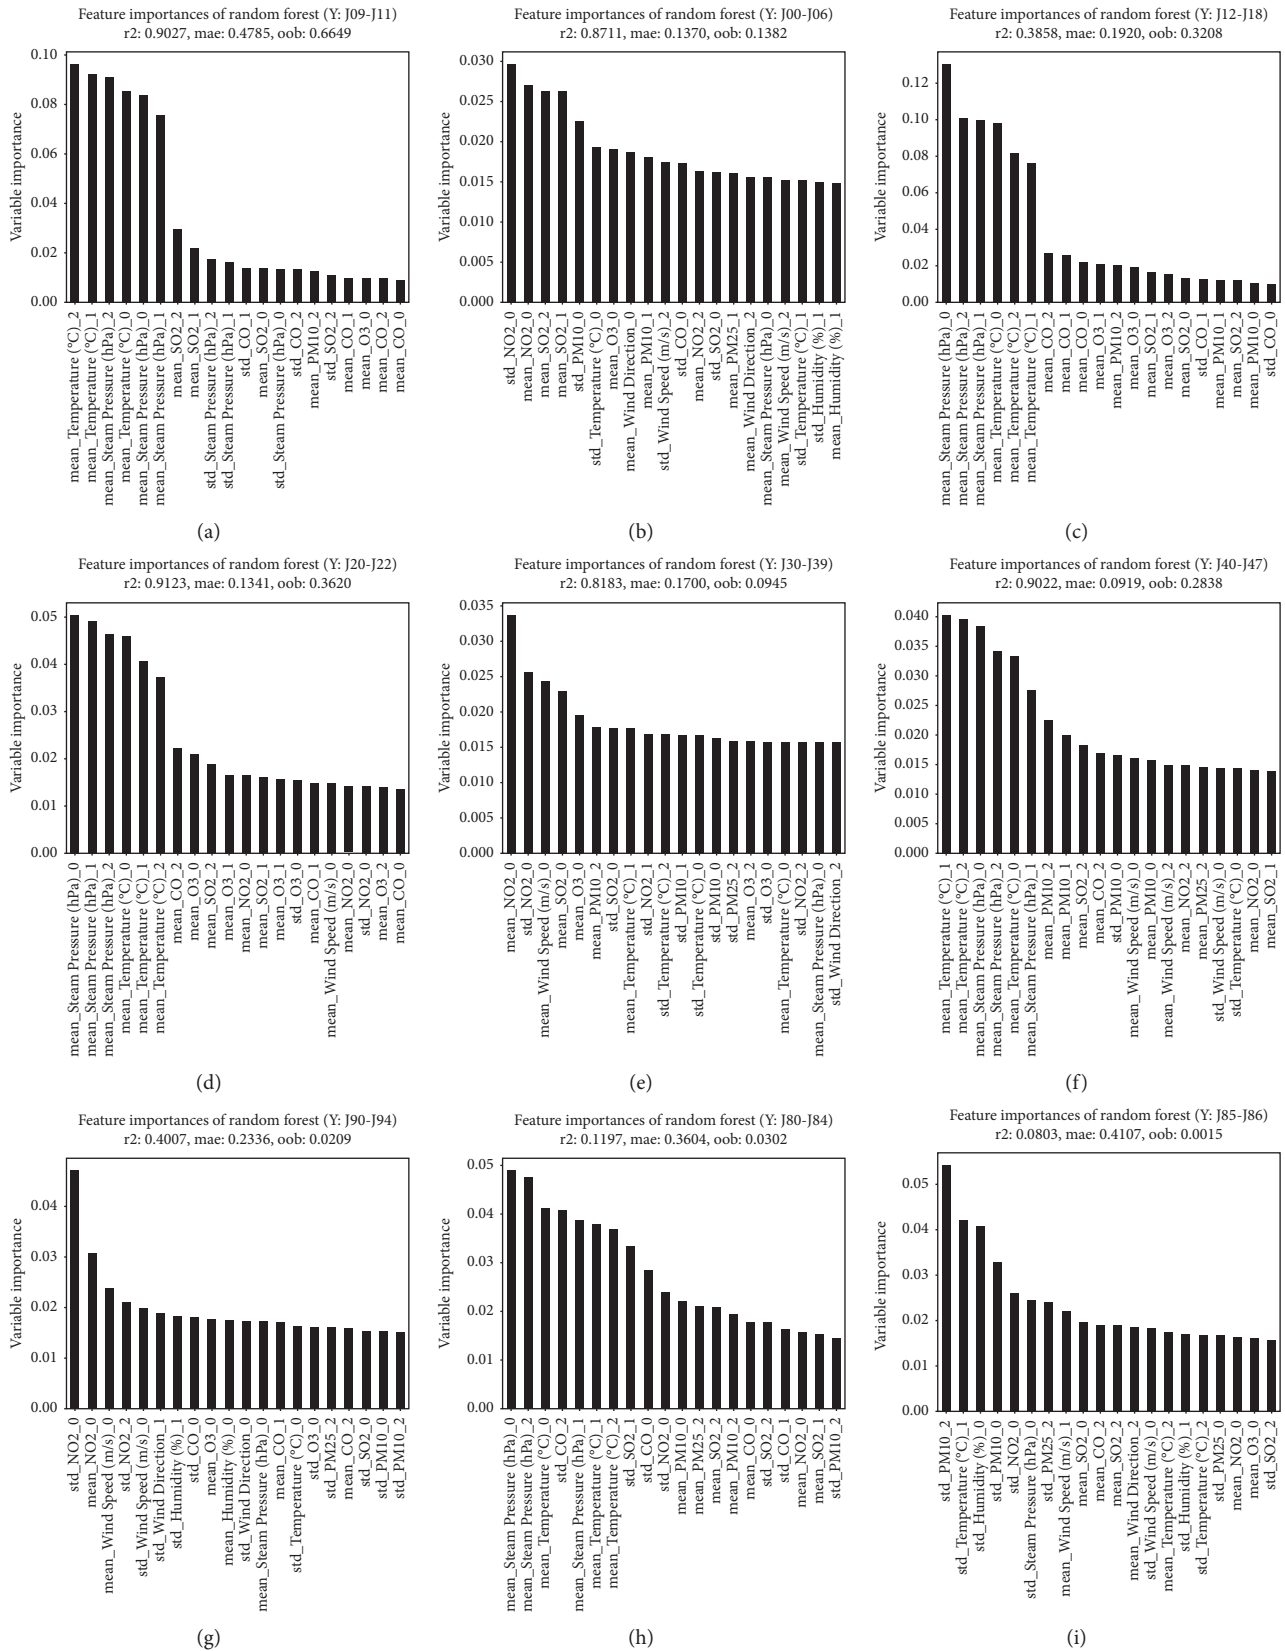 Feature importances of random forest (Y: J09-J11)
r2: 0.9027, mae: 0.4785, oob: 0.6649
Variable importance
0.10
0.08
0.06
0.04
0.02
0.00
mean_Temperature (°C)_2
mean_Temperature (°C)_1
mean_Steam Pressure (hPa)_2
mean_Temperature (°C)_0
mean_Steam Pressure (hPa)_0
mean_Steam Pressure (hPa)_1
mean_SO2_2
mean_SO2_1
std_Steam Pressure (hPa)_2
std_Steam Pressure (hPa)_1
std_CO_1
mean_SO2_0
std_Steam Pressure (hPa)_0
std_CO_2
mean_PM10_2
std_SO2_2
mean_CO_1
mean_O3_0
mean_CO_2
mean_CO_0
(a)
Feature importances of random forest (Y: J00-J06)
r2: 0.8711, mae: 0.1370, oob: 0.1382
Variable importance
0.030
0.025
0.020
0.015
0.010
0.005
0.000
std_NO2_0
mean_NO2_0
mean_SO2_2
mean_SO2_1
std_PM10_0
std_Temperature (°C)_0
mean_O3_0
mean_Wind Direction_0
mean_PM10_1
std_Wind Speed (m/s)_2
std_CO_0
mean_NO2_2
std_SO2_0
mean_PM25_1
mean_Wind Direction_2
mean_Steam Pressure (hPa)_0
mean_Wind Speed (m/s)_2
std_Temperature (°C)_1
std_Humidity (%)_1
mean_Humidity (%)_1
(b)
Feature importances of random forest (Y: J12-J18)
r2: 0.3858, mae: 0.1920, oob: 0.3208
Variable importance
0.12
0.10
0.08
0.06
0.04
0.02
0.00
mean_Steam Pressure (hPa)_0
mean_Steam Pressure (hPa)_2
mean_Steam Pressure (hPa)_1
mean_Temperature (°C)_0
mean_Temperature (°C)_2
mean_Temperature (°C)_1
mean_CO_2
mean_CO_1
mean_CO_0
mean_O3_1
mean_PM10_2
mean_O3_0
mean_SO2_1
mean_O3_2
mean_SO2_0
std_CO_1
mean_PM10_1
mean_SO2_2
mean_PM10_0
std_CO_0
(c)
Feature importances of random forest (Y: J20-J22)
r2: 0.9123, mae: 0.1341, oob: 0.3620
Variable importance
0.05
0.04
0.03
0.02
0.01
0.00
mean_Steam Pressure (hPa)_0
mean_Steam Pressure (hPa)_1
mean_Steam Pressure (hPa)_2
mean_Temperature (°C)_0
mean_Temperature (°C)_1
mean_Temperature (°C)_2
mean_CO_2
mean_O3_0
mean_SO2_2
mean_O3_1
mean_NO2_0
mean_SO2_1
mean_O3_1
std_O3_0
mean_CO_1
mean_Wind Speed (m/s)_0
mean_NO2_0
std_NO2_0
mean_O3_2
mean_CO_0
(d)
Feature importances of random forest (Y: J30-J39)
r2: 0.8183, mae: 0.1700, oob: 0.0945
Variable importance
0.035
0.030
0.025
0.020
0.015
0.010
0.005
0.000
mean_NO2_0
std_NO2_0
mean_Wind Speed (m/s)_0
mean_SO2_0
mean_O3_0
mean_PM10_2
std_SO2_0
mean_Temperature (°C)_1
std_NO2_1
std_Temperature (°C)_2
std_PM10_1
std_Temperature (°C)_0
std_PM10_0
std_PM25_2
mean_O3_2
std_O3_0
mean_Temperature (°C)_0
std_NO2_2
mean_Steam Pressure (hPa)_0
std_Wind Direction_2
(e)
Feature importances of random forest (Y: J40-J47)
r2: 0.9022, mae: 0.0919, oob: 0.2838
Variable importance
0.040
0.035
0.030
0.025
0.020
0.015
0.010
0.005
0.000
mean_Temperature (°C)_1
mean_Temperature (°C)_2
mean_Steam Pressure (hPa)_0
mean_Steam Pressure (hPa)_2
mean_Temperature (°C)_0
mean_Steam Pressure (hPa)_1
mean_PM10_2
mean_PM10_1
mean_SO2_2
mean_CO_2
std_PM10_0
mean_Wind Speed (m/s)_0
mean_PM10_0
mean_Wind Speed (m/s)_2
mean_NO2_2
mean_PM25_2
std_Wind Speed (m/s)_0
std_Temperature (°C)_0
mean_NO2_0
mean_SO2_1
(f)
Feature importances of random forest (Y: J90-J94)
r2: 0.4007, mae: 0.2336, oob: 0.0209
Variable importance
0.04
0.03
0.02
0.01
0.00
std_NO2_0
mean_NO2_0
mean_Wind Speed (m/s)_0
std_NO2_2
std_Wind Speed (m/s)_0
std_Wind Direction_1
std_Humidity (%)_1
std_CO_0
mean_O3_0
mean_Humidity (%)_0
std_Wind Direction_0
mean_Steam Pressure (hPa)_0
mean_CO_1
std_Temperature (°C)_0
std_O3_0
std_PM25_2
mean_CO_2
std_SO2_0
std_PM10_0
std_PM10_2
(g)
Feature importances of random forest (Y: J80-J84)
r2: 0.1197, mae: 0.3604, oob: 0.0302
Variable importance
0.05
0.04
0.03
0.02
0.01
0.00
mean_Steam Pressure (hPa)_0
mean_Steam Pressure (hPa)_2
mean_Temperature (°C)_0
std_CO_2
mean_Steam Pressure (hPa)_1
mean_Temperature (°C)_1
mean_Temperature (°C)_2
std_SO2_1
std_CO_0
std_NO2_0
mean_PM10_0
mean_PM25_2
mean_SO2_2
mean_PM10_2
mean_CO_0
std_SO2_2
std_CO_1
mean_NO2_0
mean_SO2_1
std_PM10_2
(h)
Feature importances of random forest (Y: J85-J86)
r2: 0.0803, mae: 0.4107, oob: 0.0015
Variable importance
0.05
0.04
0.03
0.02
0.01
0.00
std_PM10_2
std_Temperature (°C)_1
std_Humidity (%)_0
std_PM10_0
std_NO2_0
std_Steam Pressure (hPa)_0
std_PM25_2
mean_Wind Speed (m/s)_1
mean_SO2_0
mean_CO_2
mean_SO2_2
mean_Wind Direction_2
std_Wind Speed (m/s)_0
mean_Temperature (°C)_2
std_Humidity (%)_1
std_Temperature (°C)_2
std_PM25_0
mean_NO2_0
mean_O3_0
std_SO2_2
(i)